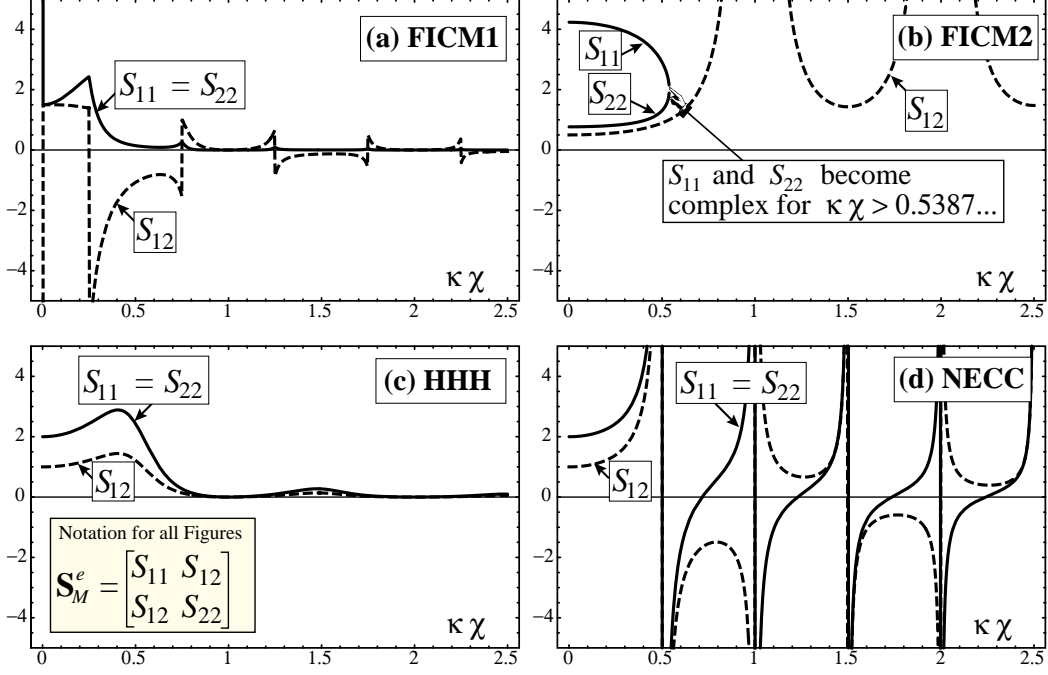 (a) FICM1
S11 = S22
S12
κ χ
4
2
0
−2
−4
0 0.5 1 1.5 2 2.5
(b) FICM2
S11
S22
S12
S11 and S22 become
complex for κ χ > 0.5387...
κ χ
4
2
0
−2
−4
0 0.5 1 1.5 2 2.5
(c) HHH
S11 = S22
S12
Notation for all Figures
S^e_M = [S11 S12
S12 S22]
κ χ
4
2
0
−2
−4
0 0.5 1 1.5 2 2.5
(d) NECC
S11 = S22
S12
κ χ
4
2
0
−2
−4
0 0.5 1 1.5 2 2.5